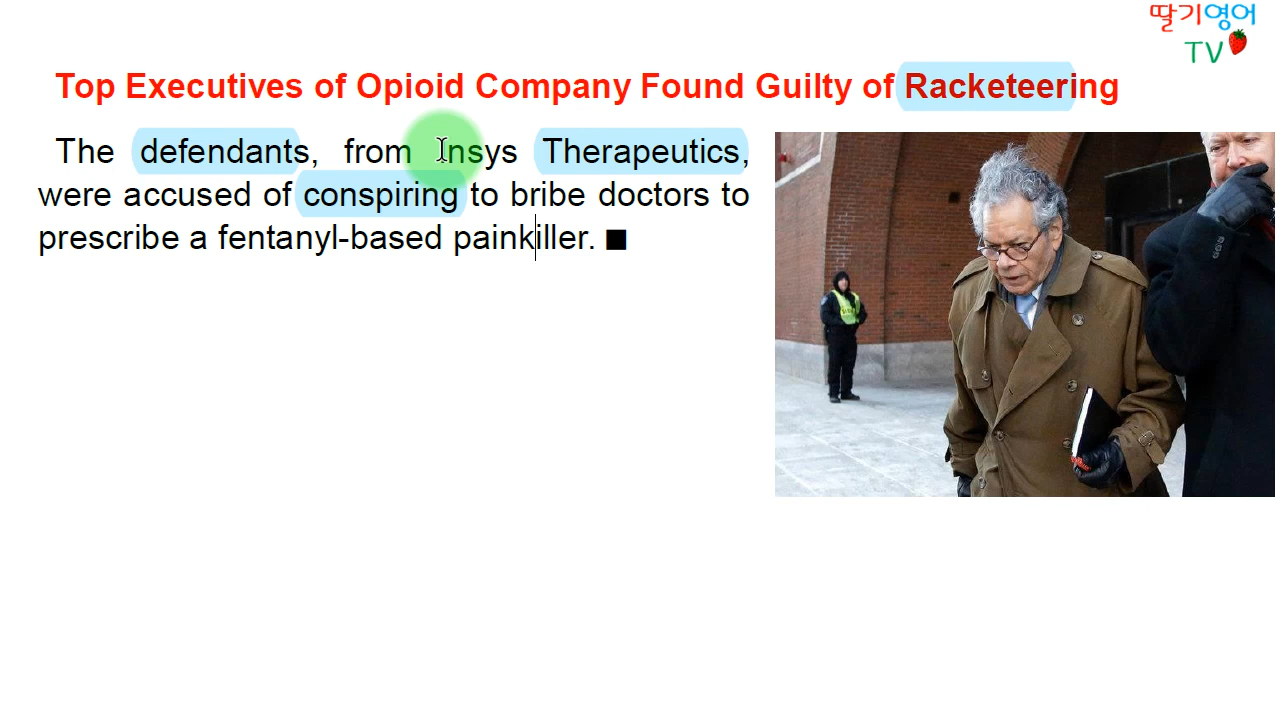 딸기영어
TV
Top Executives of Opioid Company Found Guilty of Racketeering
The defendants, from Insys Therapeutics,
were accused of conspiring to bribe doctors to
prescribe a fentanyl-based painkiller. ■